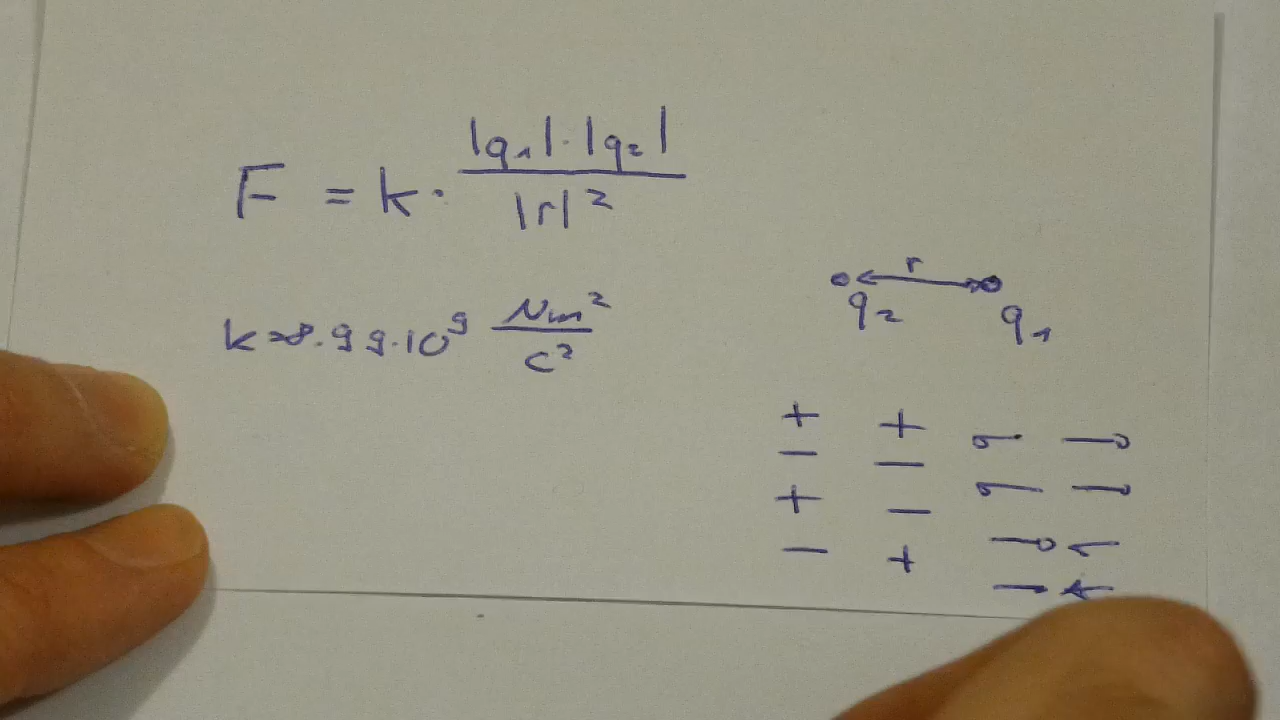 F = k · |q₁| · |q₂| / |r|²
k = 8.99 · 10⁹ Nm² / C²
r
q₂ q₁
+ + ← →
− − ← →
+ − → ←
− + → ←